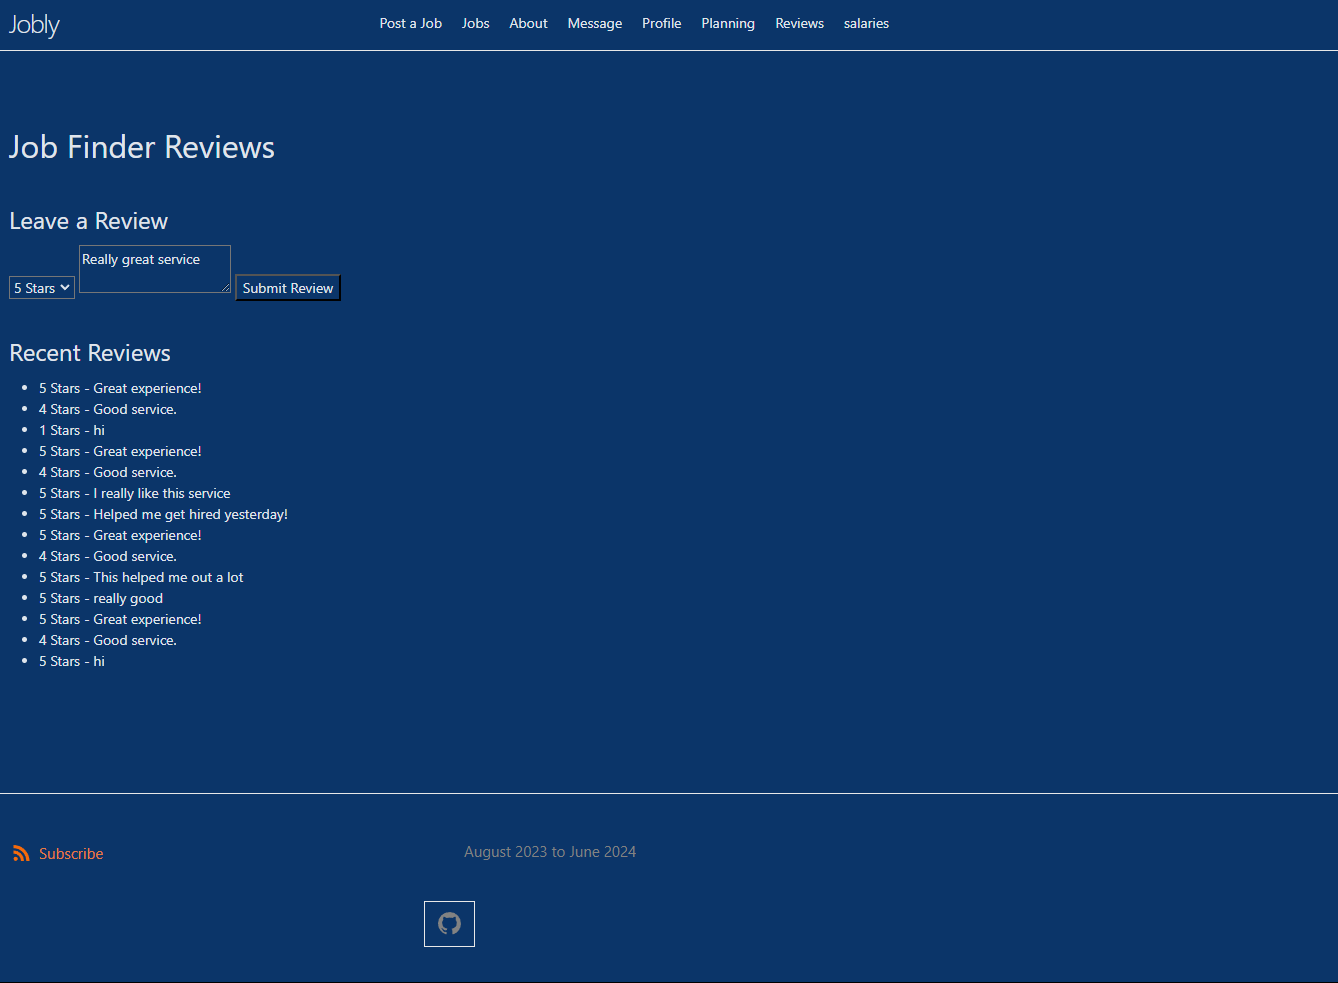 Jobly
Post a Job Jobs About Message Profile Planning Reviews salaries
Job Finder Reviews
Leave a Review
5 Stars Really great service Submit Review
Recent Reviews
5 Stars - Great experience!
4 Stars - Good service.
1 Stars - hi
5 Stars - Great experience!
4 Stars - Good service.
5 Stars - I really like this service
5 Stars - Helped me get hired yesterday!
5 Stars - Great experience!
4 Stars - Good service.
5 Stars - This helped me out a lot
5 Stars - really good
5 Stars - Great experience!
4 Stars - Good service.
5 Stars - hi
Subscribe August 2023 to June 2024